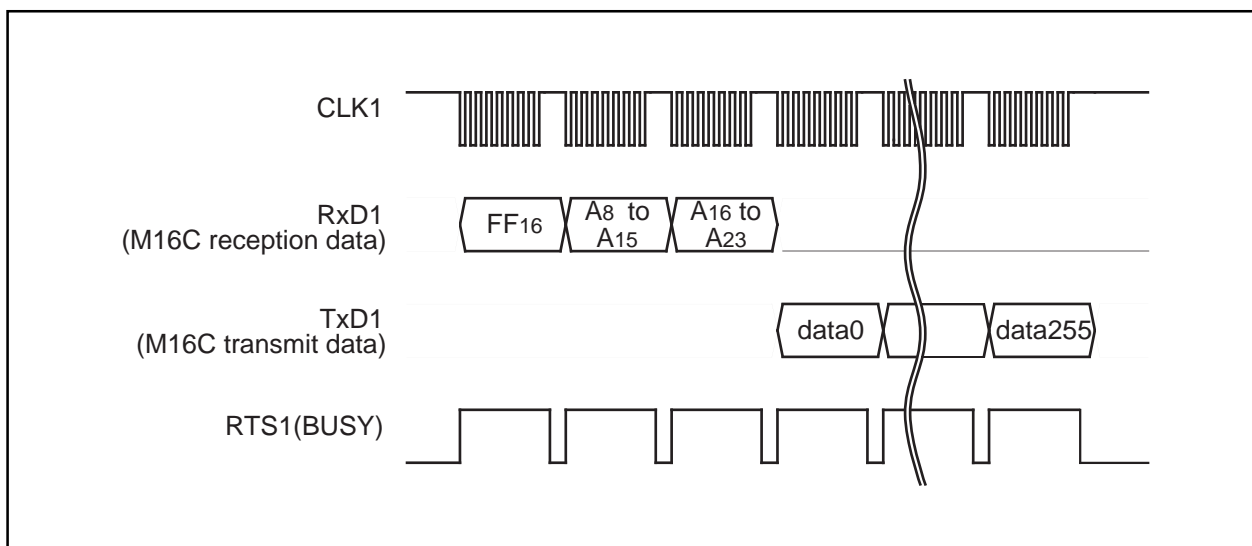 CLK1
RxD1
(M16C reception data)
FF16
A8 to
A15
A16 to
A23
TxD1
(M16C transmit data)
data0
data255
RTS1(BUSY)